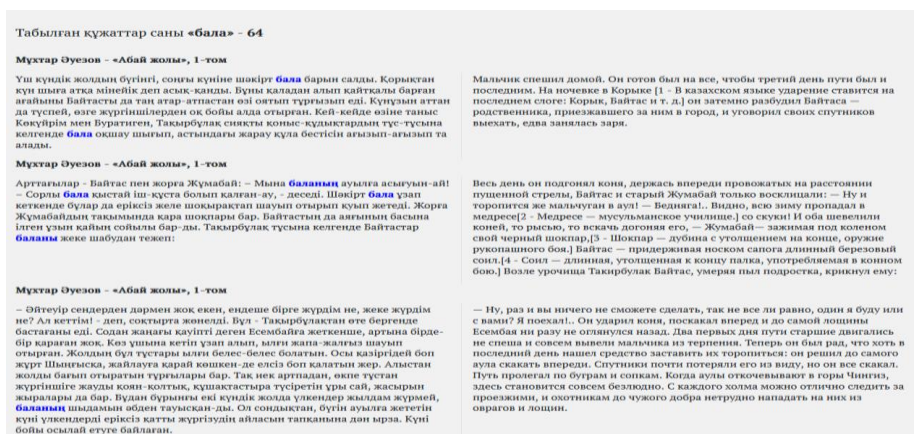 Табылған құжаттар саны «бала» - 64
Мұхтар Әуезов - «Абай жолы», 1-том
Үш күндік жолдың бүгінгі, соңғы күніне шәкірт бала барын салды. Қорықтан
күн шыға атқа мінейік деп асық-қанды. Бұны қаладан алып қайтқалы барған
ағайыны Байтасты да таң атар-атпастан өзі оятып тұрғызып еді. Күнұзын аттан
да түспей, өзге жүргіншілерден оқ бойы алда отырған. Кей-кейде өзіне таныс
Көкүйрім мен Буратиген, Тақырбұлақ сияқты қоныс-құдықтардың тұс-тұсына
келгенде бала оқшау шығып, астындағы жарау құла бестісін ағызып-ағызып та
алады.
Мальчик спешил домой. Он готов был на все, чтобы третий день пути был и
последним. На ночевке в Корыке [1 - В казахском языке ударение ставится на
последнем слоге: Корык, Байтас и т. д.] он затемно разбудил Байтаса —
родственника, приезжавшего за ним в город, и уговорил своих спутников
выехать, едва занялась заря.
Мұхтар Әуезов - «Абай жолы», 1-том
Арттағылар - Байтас пен жорға Жұмабай: – Мына баланың ауылға асығуын-ай!
– Сорлы бала қыстай іш-құста болып қалған-ау, - деседі. Шәкірт бала ұзап
кеткенде бұлар да еріксіз желе шоқырақтап шауып отырып қуып жетеді. Жорға
Жұмабайдың тақымында қара шоқпары бар. Байтастың да аяғының басына
ілген ұзын қайың сойылы бар-ды. Тақырбұлақ тұсына келгенде Байтастар
баланы жеке шабудан тежеп:
Весь день он подгонял коня, держась впереди провожатых на расстоянии
пущенной стрелы, Байтас и старый Жумабай только восклицали: — Ну и
торопится же мальчуган в аул! — Бедняга!.. Видно, всю зиму пропадал в
медресе[2 - Медресе — мусульманское училище.] со скуки! И оба шевелили
коней, то рысью, то вскачь догоняя его, — Жумабай— зажимая под коленом
свой черный шокпар,[3 - Шокпар — дубина с утолщением на конце, оружие
рукопашного боя.] Байтас — придерживая носком сапога длинный березовый
соил.[4 - Соил — длинная, утолщенная к концу палка, употребляемая в конном
бою.] Возле урочища Такирбулак Байтас, умеряя пыл подростка, крикнул ему:
Мұхтар Әуезов - «Абай жолы», 1-том
– Әйтеуір сендерден дәрмен жоқ екен, ендеше бірге жүрдім не, жеке жүрдім
не? Ал кеттім! - деп, соқтырта жөнелді. Бұл - Тақырбұлақтан өте бергенде
бастағаны еді. Содан жаңағы қауіпті деген Есембайға жеткенше, артына бірде-
бір қараған жоқ. Көз ұшына кетіп ұзап алып, ылғи жапа-жалғыз шауып
отырған. Жолдың бұл тұстары ылғи белес-белес болатын. Осы қазіргідей боп
жұрт Шыңғысқа, жайлауға қарай көшкен-де елсіз боп қалатын жер. Алыстан
жолды бағып отыратын тұрғылары бар. Тақ нек артпадан, өкпе тұстан
жүргіншіге жауды қоян-қолтық, құшақтастыра түсіретін ұры сай, жасырын
жыралары да бар. Бұдан бұрынғы екі күндік жолда үлкендер жылдам жүрмей,
баланың шыдамын әбден тауысқан-ды. Ол сондықтан, бүгін ауылға жететін
күні үлкендерді еріксіз қатты жүргізудің айласын тапқанына дән ырза. Күні
бойы осылай етуге байлаған.
— Ну, раз и вы ничего не сможете сделать, так не все ли равно, один я буду или
с вами? Я поехал!.. Он ударил коня, поскакал вперед и до самой лощины
Есембая ни разу не оглянулся назад. Два первых дня пути старшие двигались
не спеша и совсем вывели мальчика из терпения. Теперь он был рад, что хоть в
последний день нашел средство заставить их торопиться: он решил до самого
аула скакать впереди. Спутники почти потеряли его из виду, но он все скакал.
Путь пролегал по буграм и сопкам. Когда аулы откочевывают в горы Чингиз,
здесь становится совсем безлюдно. С каждого холма можно отлично следить за
проезжими, и охотникам до чужого добра нетрудно нападать на них из
оврагов и лощин.